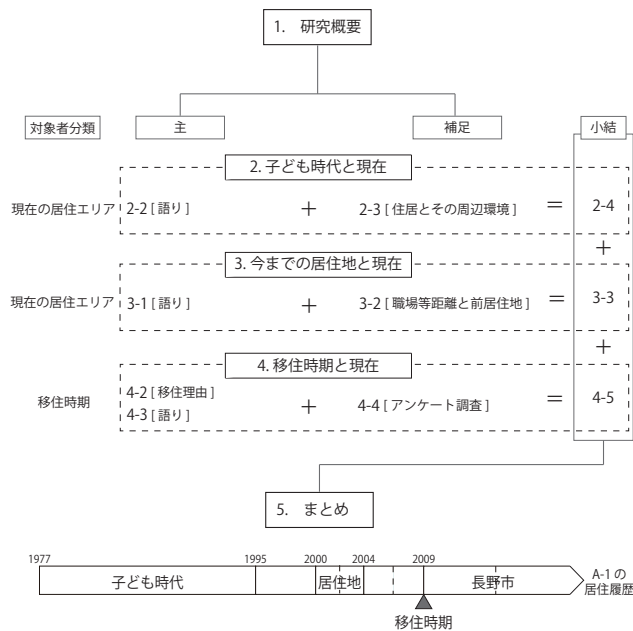 1. 研究概要
対象者分類 主 補足 小結
2. 子ども時代と現在
現在の居住エリア 2-2 [ 語り ] + 2-3 [ 住居とその周辺環境 ] = 2-4
+
3. 今までの居住地と現在
現在の居住エリア 3-1 [ 語り ] + 3-2 [ 職場等距離と前居住地 ] = 3-3
+
4. 移住時期と現在
移住時期 4-2 [ 移住理由 ]
4-3 [ 語り ] + 4-4 [ アンケート調査 ] = 4-5
5. まとめ
1977 1995 2000 2004 2009
子ども時代 居住地 長野市
A-1 の
居住履歴
移住時期